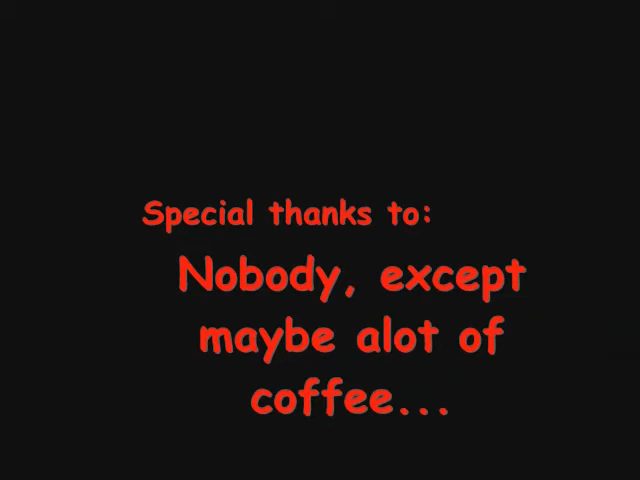 Special thanks to:
Nobody, except
maybe alot of
coffee...